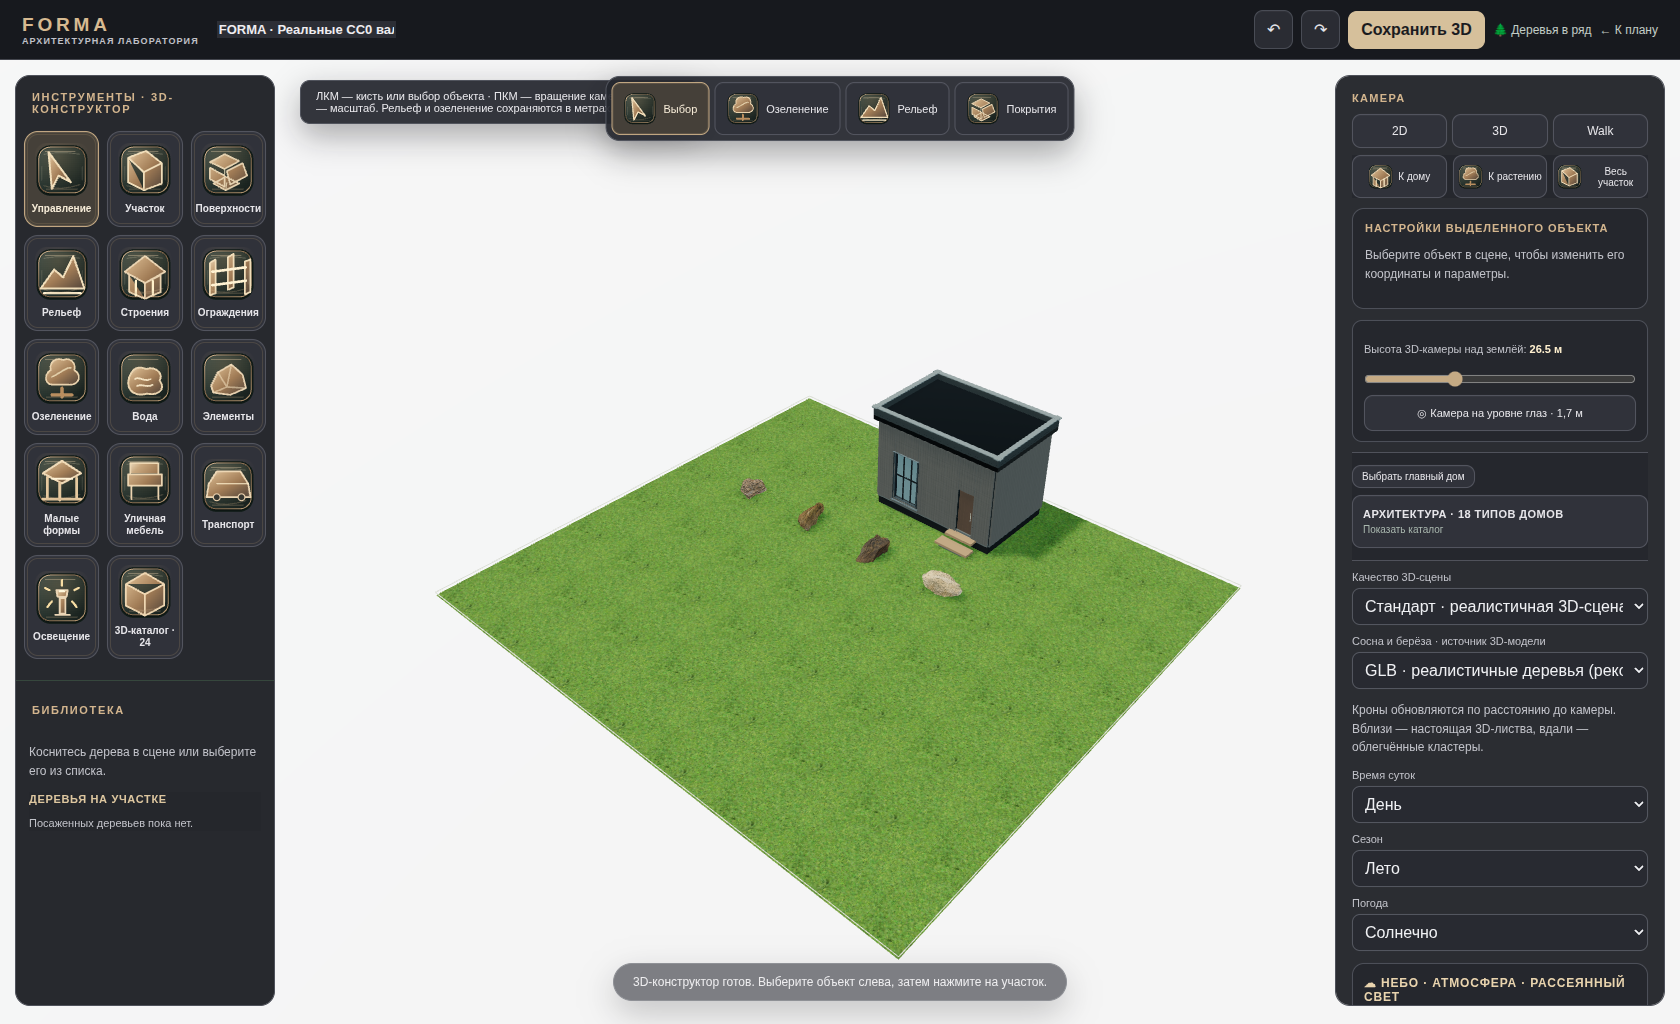 FORMA
АРХИТЕКТУРНАЯ ЛАБОРАТОРИЯ
FORMA · Реальные CC0 ва
Сохранить 3D
🌲 Деревья в ряд
← К плану
ИНСТРУМЕНТЫ · 3D-
КОНСТРУКТОР
Управление
Участок
Поверхности
Рельеф
Строения
Ограждения
Озеленение
Вода
Элементы
Малые
формы
Уличная
мебель
Транспорт
Освещение
3D-каталог ·
24
БИБЛИОТЕКА
Коснитесь дерева в сцене или выберите
его из списка.
ДЕРЕВЬЯ НА УЧАСТКЕ
Посаженных деревьев пока нет.
ЛКМ — кисть или выбор объекта · ПКМ — вращение
— масштаб. Рельеф и озеленение сохраняются в
Выбор
Озеленение
Рельеф
Покрытия
3D-конструктор готов. Выберите объект слева, затем нажмите на участок.
КАМЕРА
2D
3D
Walk
К дому
К растению
Весь
участок
НАСТРОЙКИ ВЫДЕЛЕННОГО ОБЪЕКТА
Выберите объект в сцене, чтобы изменить его
координаты и параметры.
Высота 3D-камеры над землёй: 26.5 м
◎ Камера на уровне глаз · 1,7 м
Выбрать главный дом
АРХИТЕКТУРА · 18 ТИПОВ ДОМОВ
Показать каталог
Качество 3D-сцены
Стандарт · реалистичная 3D-сцена
Сосна и берёза · источник 3D-модели
GLB · реалистичные деревья (рекс
Кроны обновляются по расстоянию до камеры.
Вблизи — настоящая 3D-листва, вдали —
облегчённые кластеры.
Время суток
День
Сезон
Лето
Погода
Солнечно
☁ НЕБО · АТМОСФЕРА · РАССЕЯННЫЙ
СВЕТ